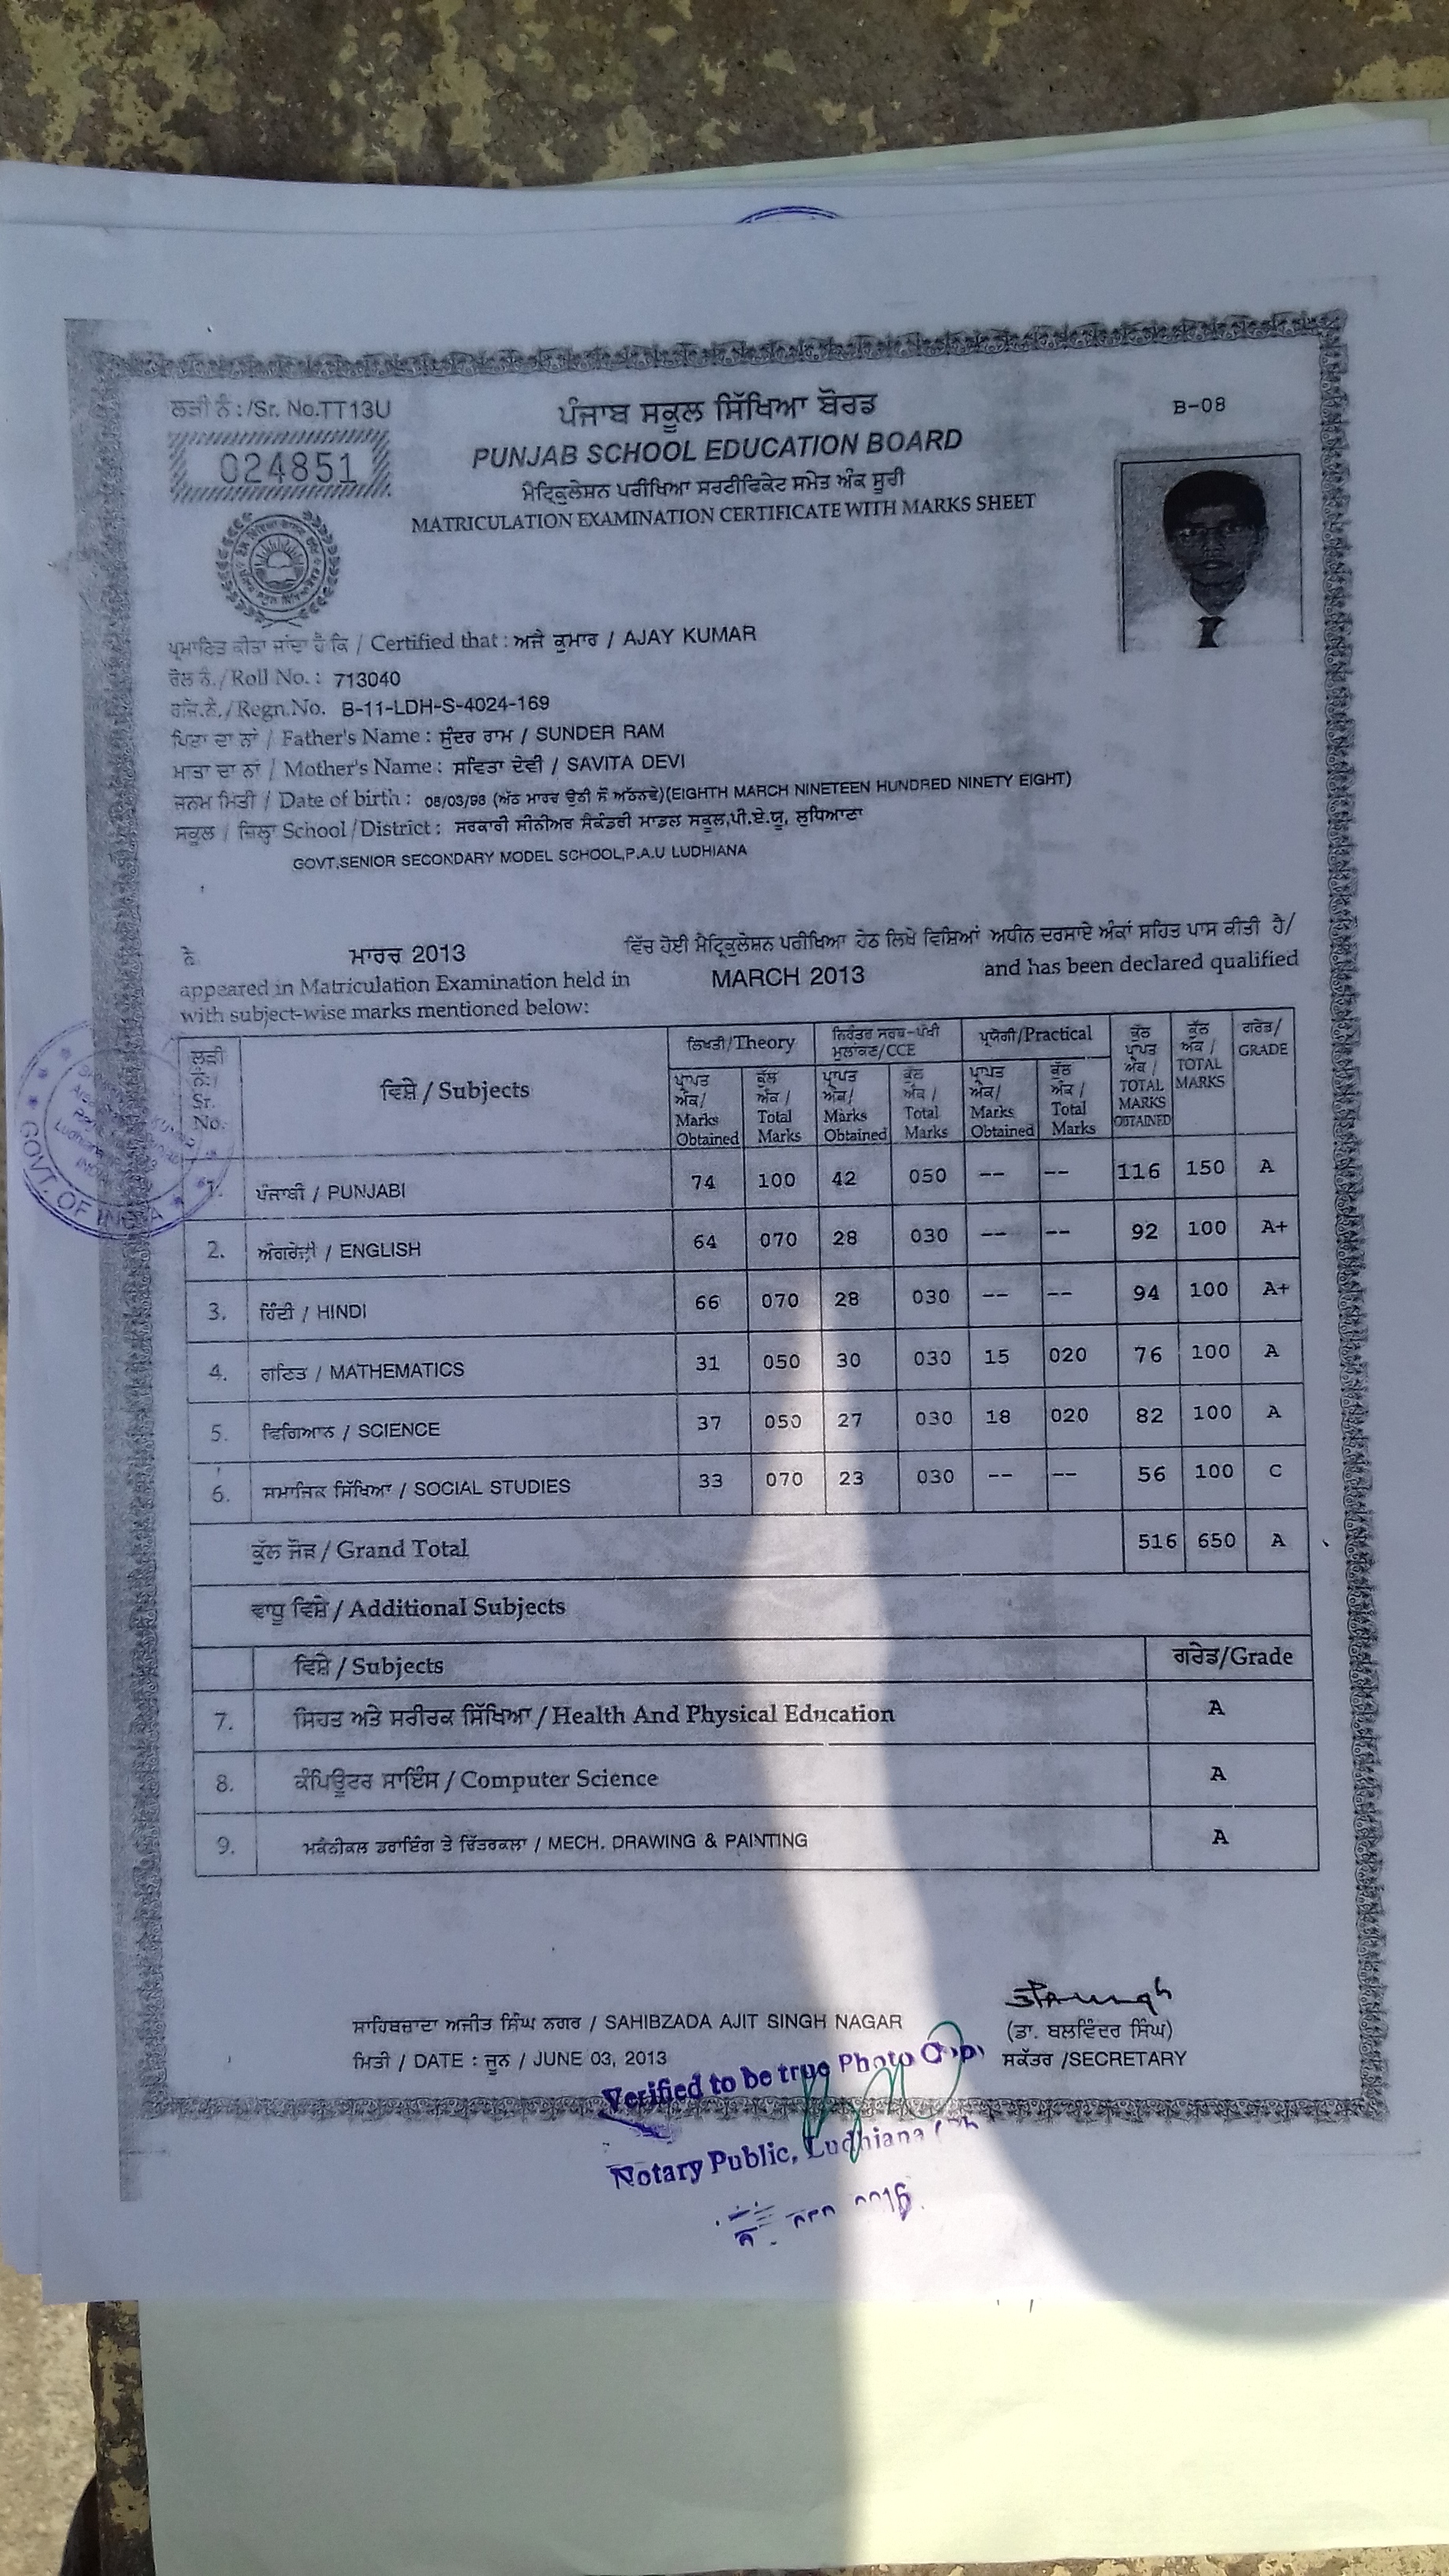 ਲੜੀ ਨੰ: /Sr. No.TT13U
B-08
024851
ਪੰਜਾਬ ਸਕੂਲ ਸਿੱਖਿਆ ਬੋਰਡ
PUNJAB SCHOOL EDUCATION BOARD
ਮੈਟ੍ਰਿਕੁਲੇਸ਼ਨ ਪਰੀਖਿਆ ਸਰਟੀਫਿਕੇਟ ਸਮੇਤ ਅੰਕ ਸੂਚੀ
MATRICULATION EXAMINATION CERTIFICATE WITH MARKS SHEET
ਪ੍ਰਮਾਣਿਤ ਕੀਤਾ ਜਾਂਦਾ ਹੈ ਕਿ / Certified that : ਅਜੇ ਕੁਮਾਰ / AJAY KUMAR
ਰੋਲ ਨੰ. / Roll No. : 713040
ਰਜਿ.ਨੰ. / Regn.No. B-11-LDH-S-4024-169
ਪਿਤਾ ਦਾ ਨਾਂ / Father's Name : ਸੁੰਦਰ ਰਾਮ / SUNDER RAM
ਮਾਤਾ ਦਾ ਨਾਂ / Mother's Name : ਸਵਿਤਾ ਦੇਵੀ / SAVITA DEVI
ਜਨਮ ਮਿਤੀ / Date of birth : 08/03/98 (ਅੱਠ ਮਾਰਚ ਉੱਨੀ ਸੌ ਅਠਾਨਵੇਂ)(EIGHTH MARCH NINETEEN HUNDRED NINETY EIGHT)
ਸਕੂਲ / ਜ਼ਿਲ੍ਹਾ School /District : ਸਰਕਾਰੀ ਸੀਨੀਅਰ ਸੈਕੰਡਰੀ ਮਾਡਲ ਸਕੂਲ,ਪੀ.ਏ.ਯੂ, ਲੁਧਿਆਣਾ
GOVT.SENIOR SECONDARY MODEL SCHOOL,P.A.U LUDHIANA
ਨੇ ਮਾਰਚ 2013 ਵਿੱਚ ਹੋਈ ਮੈਟ੍ਰਿਕੁਲੇਸ਼ਨ ਪਰੀਖਿਆ ਹੇਠ ਲਿਖੇ ਵਿਸ਼ਿਆਂ ਅਧੀਨ ਦਰਸਾਏ ਅੰਕਾਂ ਸਹਿਤ ਪਾਸ ਕੀਤੀ ਹੈ/
appeared in Matriculation Examination held in MARCH 2013 and has been declared qualified
with subject-wise marks mentioned below:
ਲੜੀ ਨੰ:। Sr. No. ਵਿਸ਼ੇ / Subjects ਲਿਖਤੀ/Theory CCE ਪ੍ਰਯੋਗੀ/Practical ਕੁੱਲ ਪ੍ਰਾਪਤ ਅੰਕ / TOTAL MARKS OBTAINED ਕੁੱਲ ਅੰਕ / TOTAL MARKS ਗਰੇਡ/ GRADE
ਪ੍ਰਾਪਤ ਅੰਕ/ Marks Obtained ਕੁੱਲ ਅੰਕ / Total Marks ਪ੍ਰਾਪਤ ਅੰਕ/ Marks Obtained ਕੁੱਲ ਅੰਕ / Total Marks ਪ੍ਰਾਪਤ ਅੰਕ/ Marks Obtained ਕੁੱਲ ਅੰਕ / Total Marks
1. ਪੰਜਾਬੀ / PUNJABI 74 100 42 050 -- -- 116 150 A
2. ਅੰਗਰੇਜ਼ੀ / ENGLISH 64 070 28 030 -- -- 92 100 A+
3. ਹਿੰਦੀ / HINDI 66 070 28 030 -- -- 94 100 A+
4. ਗਣਿਤ / MATHEMATICS 31 050 30 030 15 020 76 100 A
5. ਵਿਗਿਆਨ / SCIENCE 37 050 27 030 18 020 82 100 A
6. ਸਮਾਜਿਕ ਸਿੱਖਿਆ / SOCIAL STUDIES 33 070 23 030 -- -- 56 100 C
ਕੁੱਲ ਜੋੜ / Grand Total 516 650 A
ਵਾਧੂ ਵਿਸ਼ੇ / Additional Subjects
ਵਿਸ਼ੇ / Subjects ਗਰੇਡ/Grade
7. ਸਿਹਤ ਅਤੇ ਸਰੀਰਕ ਸਿੱਖਿਆ / Health And Physical Education A
8. ਕੰਪਿਊਟਰ ਸਾਇੰਸ / Computer Science A
9. ਮਕੈਨੀਕਲ ਡਰਾਇੰਗ ਤੇ ਚਿੱਤਰਕਲਾ / MECH. DRAWING & PAINTING A
ਸਾਹਿਬਜ਼ਾਦਾ ਅਜੀਤ ਸਿੰਘ ਨਗਰ / SAHIBZADA AJIT SINGH NAGAR
ਮਿਤੀ / DATE : ਜੂਨ / JUNE 03, 2013
(ਡਾ. ਬਲਵਿੰਦਰ ਸਿੰਘ)
ਸਕੱਤਰ /SECRETARY
Verified to be true Photo Copy
Notary Public, Ludhiana
GOVT. OF INDIA